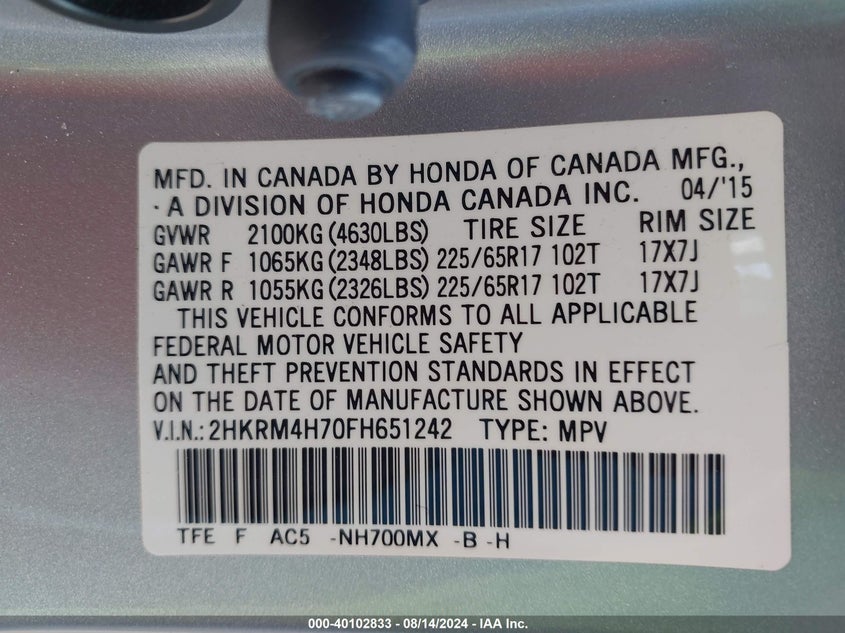 MFD. IN CANADA BY HONDA OF CANADA MFG.,
· A DIVISION OF HONDA CANADA INC. 04/'15
GVWR 2100KG (4630LBS) TIRE SIZE RIM SIZE
GAWR F 1065KG (2348LBS) 225/65R17 102T 17X7J
GAWR R 1055KG (2326LBS) 225/65R17 102T 17X7J
THIS VEHICLE CONFORMS TO ALL APPLICABLE
FEDERAL MOTOR VEHICLE SAFETY
AND THEFT PREVENTION STANDARDS IN EFFECT
ON THE DATE OF MANUFACTURE SHOWN ABOVE.
V.I.N.: 2HKRM4H70FH651242 TYPE: MPV
TFE F AC5 -NH700MX -B -H
000-40102833 - 08/14/2024 - IAA Inc.